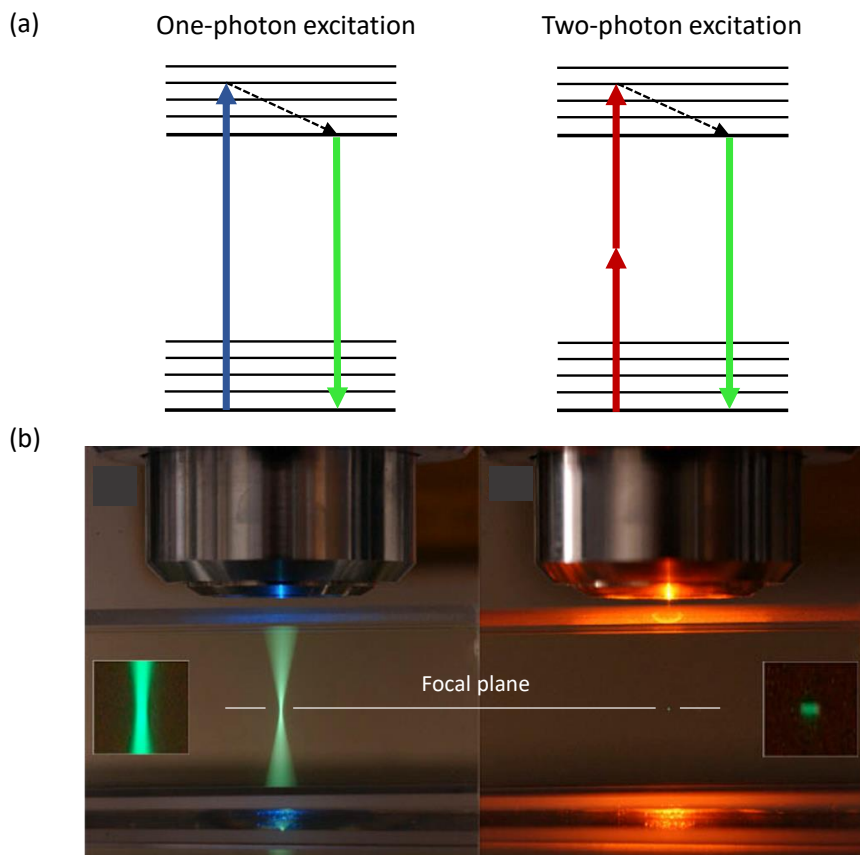 (a)
One-photon excitation
Two-photon excitation
(b)
Focal plane